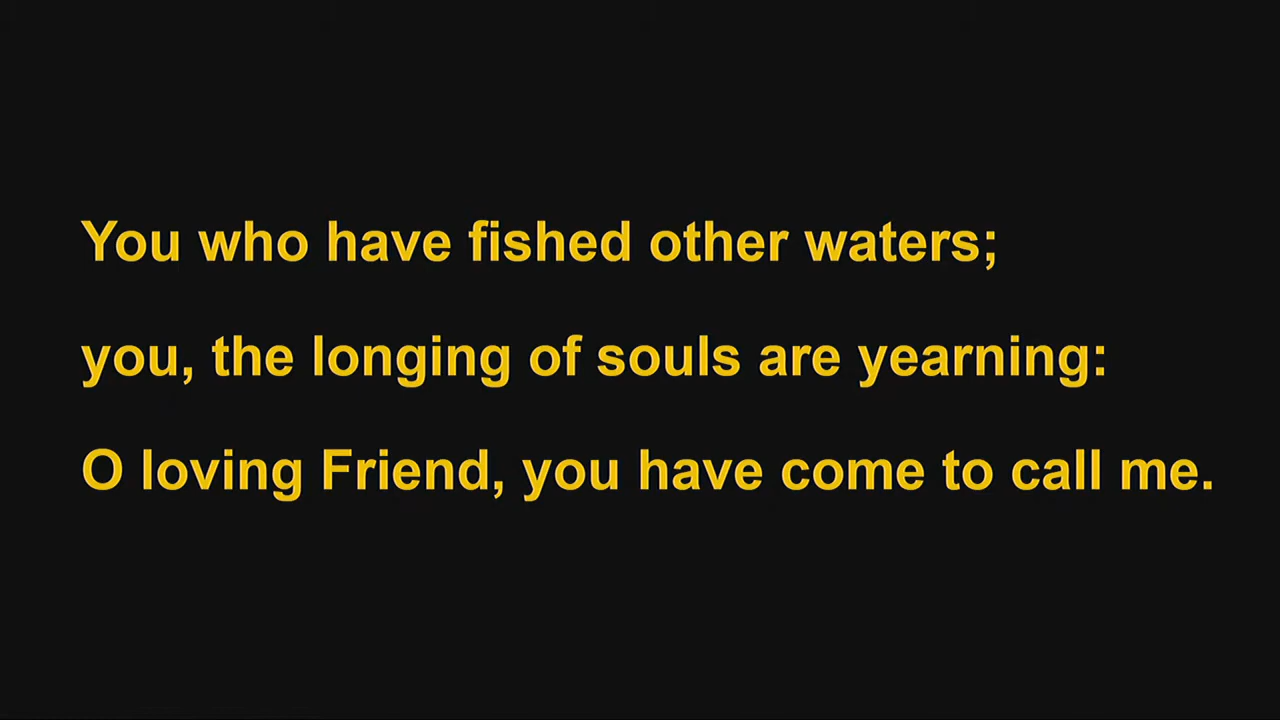 You who have fished other waters;
you, the longing of souls are yearning:
O loving Friend, you have come to call me.